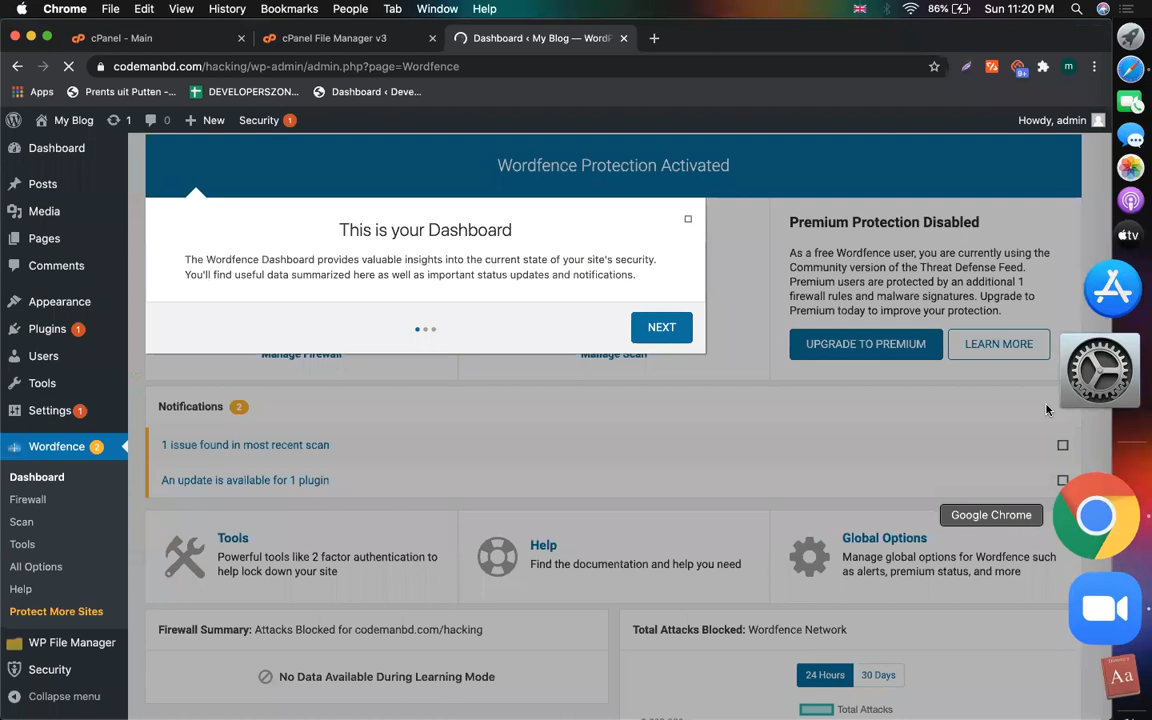 Chrome File Edit View History Bookmarks People Tab Window Help
86% Sun 11:20 PM
cPanel - Main
cPanel File Manager v3
Dashboard ‹ My Blog — WordP
codemanbd.com/hacking/wp-admin/admin.php?page=Wordfence
9+
m
Apps
Prents uit Putten -...
DEVELOPERSZON...
Dashboard ‹ Deve...
My Blog 1 0 New Security 1
Howdy, admin
Dashboard
Posts
Media
Pages
Comments
Appearance
Plugins 1
Users
Tools
Settings 1
Wordfence 2
Dashboard
Firewall
Scan
Tools
All Options
Help
Protect More Sites
WP File Manager
Security
Collapse menu
Wordfence Protection Activated
This is your Dashboard
The Wordfence Dashboard provides valuable insights into the current state of your site's security.
You'll find useful data summarized here as well as important status updates and notifications.
NEXT
Manage Firewall
Manage Scan
Premium Protection Disabled
As a free Wordfence user, you are currently using the
Community version of the Threat Defense Feed.
Premium users are protected by an additional 1
firewall rules and malware signatures. Upgrade to
Premium today to improve your protection.
UPGRADE TO PREMIUM
LEARN MORE
Notifications 2
1 issue found in most recent scan
An update is available for 1 plugin
Google Chrome
Tools
Powerful tools like 2 factor authentication to
help lock down your site
Help
Find the documentation and help you need
Global Options
Manage global options for Wordfence such
as alerts, premium status, and more
Firewall Summary: Attacks Blocked for codemanbd.com/hacking
No Data Available During Learning Mode
Total Attacks Blocked: Wordfence Network
24 Hours
30 Days
Total Attacks
tv
Aa